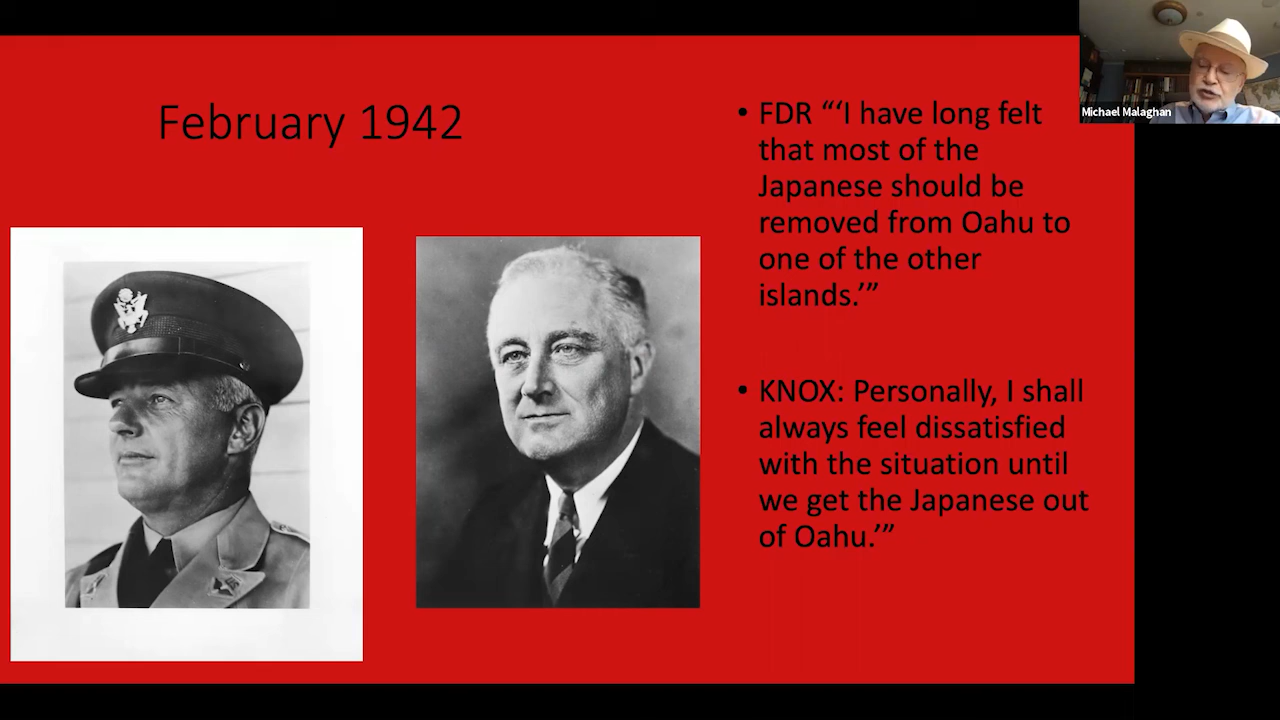 February 1942
• FDR “‘I have long felt
that most of the
Japanese should be
removed from Oahu to
one of the other
islands.’”
• KNOX: Personally, I shall
always feel dissatisfied
with the situation until
we get the Japanese out
of Oahu.’”
Michael Malaghan